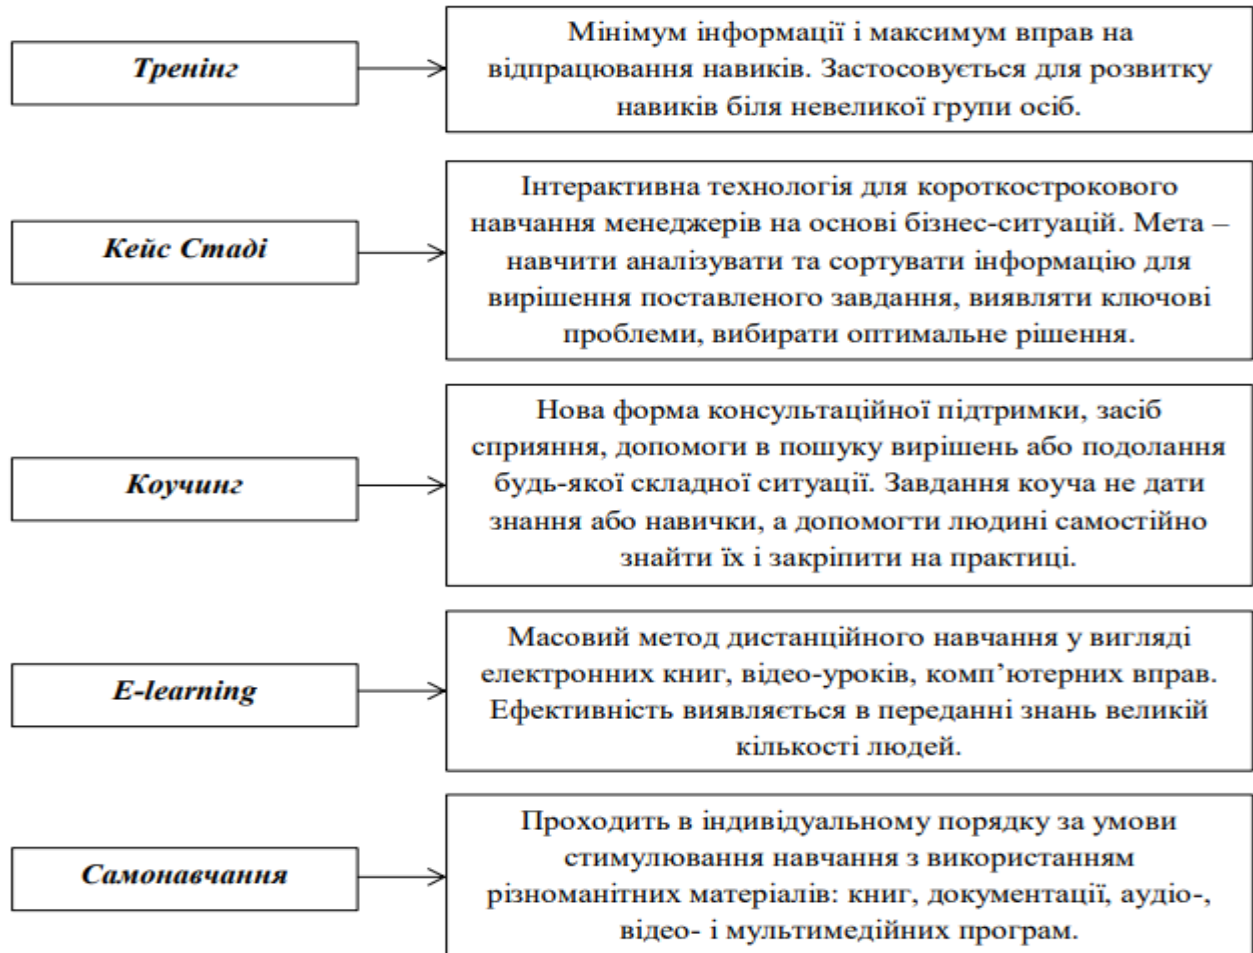 Тренінг
Мінімум інформації і максимум вправ на
відпрацювання навиків. Застосовується для розвитку
навиків біля невеликої групи осіб.
Кейс Стаді
Інтерактивна технологія для короткострокового
навчання менеджерів на основі бізнес-ситуацій. Мета –
навчити аналізувати та сортувати інформацію для
вирішення поставленого завдання, виявляти ключові
проблеми, вибирати оптимальне рішення.
Коучинг
Нова форма консультаційної підтримки, засіб
сприяння, допомоги в пошуку вирішень або подолання
будь-якої складної ситуації. Завдання коуча не дати
знання або навички, а допомогти людині самостійно
знайти їх і закріпити на практиці.
E-learning
Масовий метод дистанційного навчання у вигляді
електронних книг, відео-уроків, комп’ютерних вправ.
Ефективність виявляється в переданні знань великій
кількості людей.
Самонавчання
Проходить в індивідуальному порядку за умови
стимулювання навчання з використанням
різноманітних матеріалів: книг, документації, аудіо-,
відео- і мультимедійних програм.